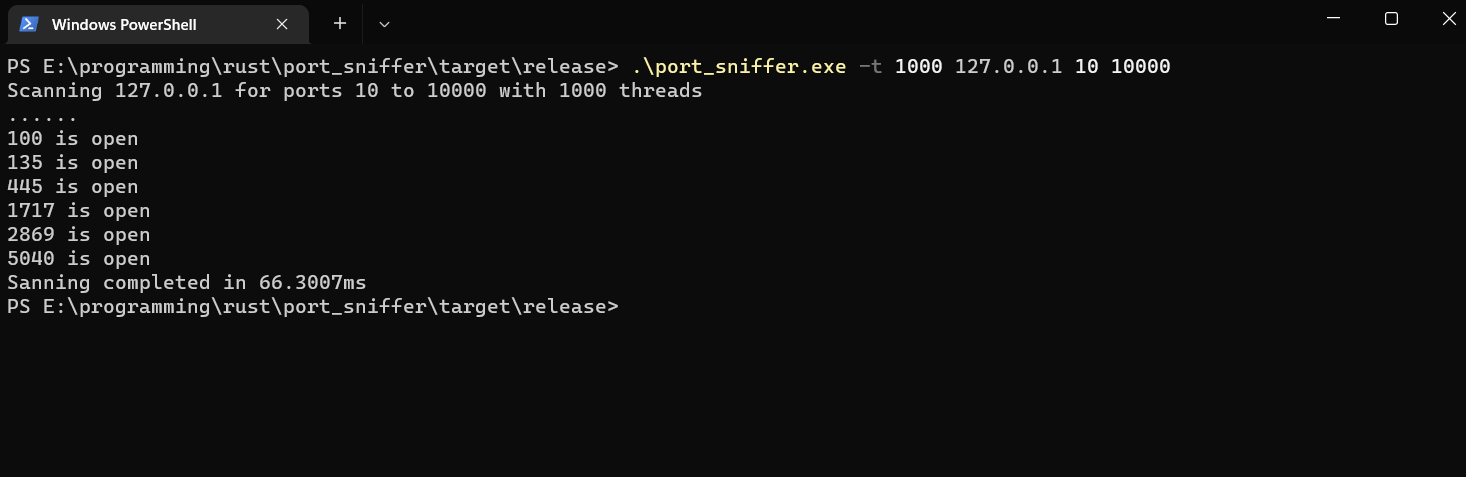 Windows PowerShell
PS E:\programming\rust\port_sniffer\target\release> .\port_sniffer.exe -t 1000 127.0.0.1 10 10000
Scanning 127.0.0.1 for ports 10 to 10000 with 1000 threads
......
100 is open
135 is open
445 is open
1717 is open
2869 is open
5040 is open
Sanning completed in 66.3007ms
PS E:\programming\rust\port_sniffer\target\release>